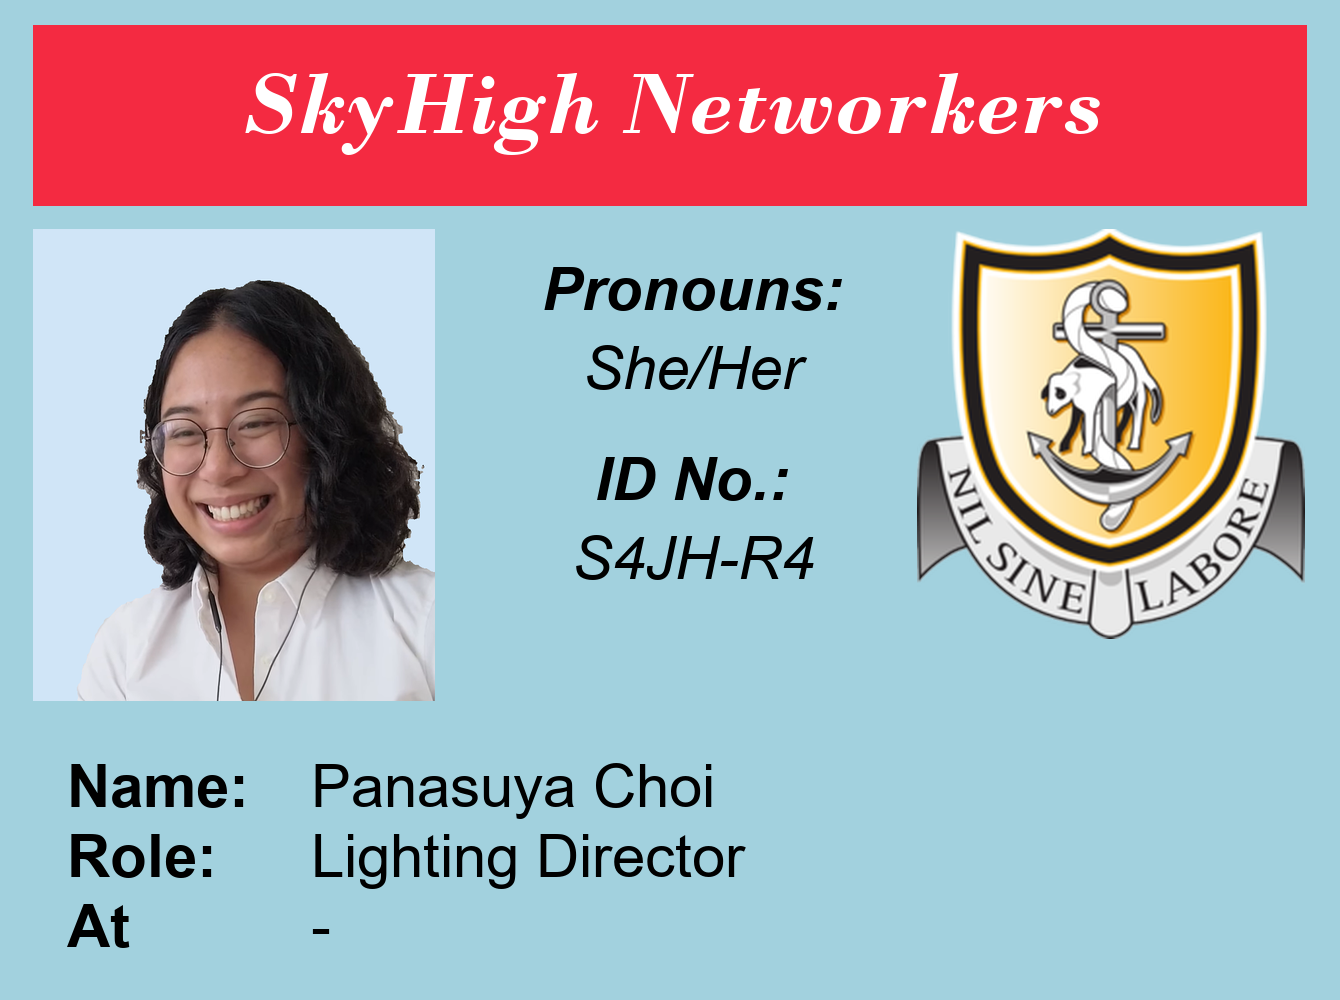 SkyHigh Networkers
Pronouns:
She/Her
ID No.:
S4JH-R4
NIL SINE LABORE
Name: Panasuya Choi
Role: Lighting Director
At -